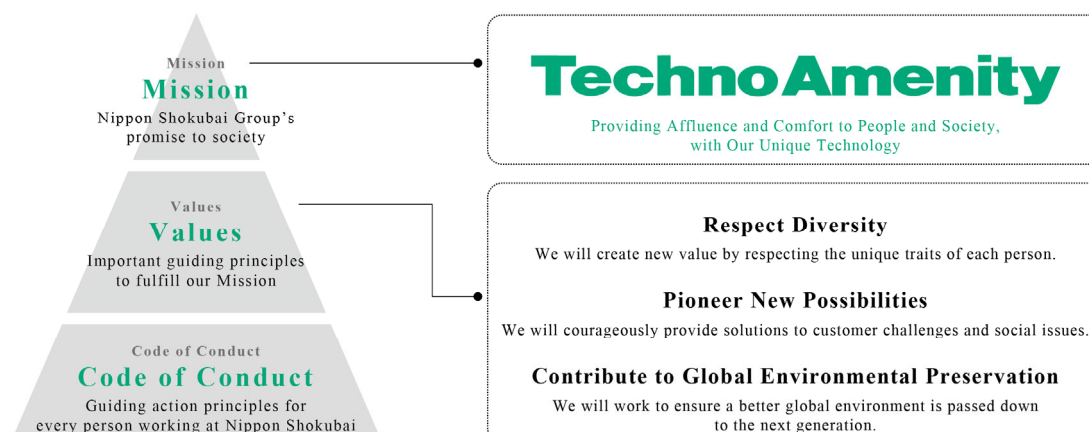 Mission
Mission
Nippon Shokubai Group's
promise to society
TechnoAmenity
Providing Affluence and Comfort to People and Society,
with Our Unique Technology
Values
Values
Important guiding principles
to fulfill our Mission
Respect Diversity
We will create new value by respecting the unique traits of each person.
Pioneer New Possibilities
We will courageously provide solutions to customer challenges and social issues.
Contribute to Global Environmental Preservation
We will work to ensure a better global environment is passed down
to the next generation.
Code of Conduct
Code of Conduct
Guiding action principles for
every person working at Nippon Shokubai